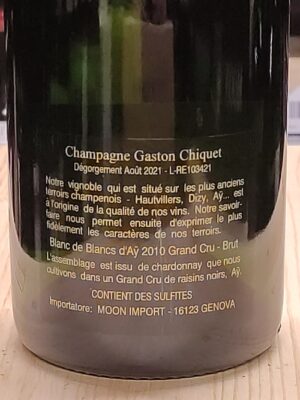 Champagne Gaston Chiquet
Dégorgement Août 2021 - L-RE103421
Notre vignoble qui est situé sur les plus anciens
terroirs champenois - Hautvillers, Dizy, Aÿ... est
à l'origine de la qualité de nos vins. Notre savoir-
faire nous permet ensuite d'exprimer le plus
fidèlement les caractères de nos terroirs.
Blanc de Blancs d'Aÿ 2010 Grand Cru - Brut
L'assemblage est issu de chardonnay que nous
cultivons dans un Grand Cru de raisins noirs, Aÿ.
CONTIENT DES SULFITES
Importatore: MOON IMPORT - 16123 GENOVA